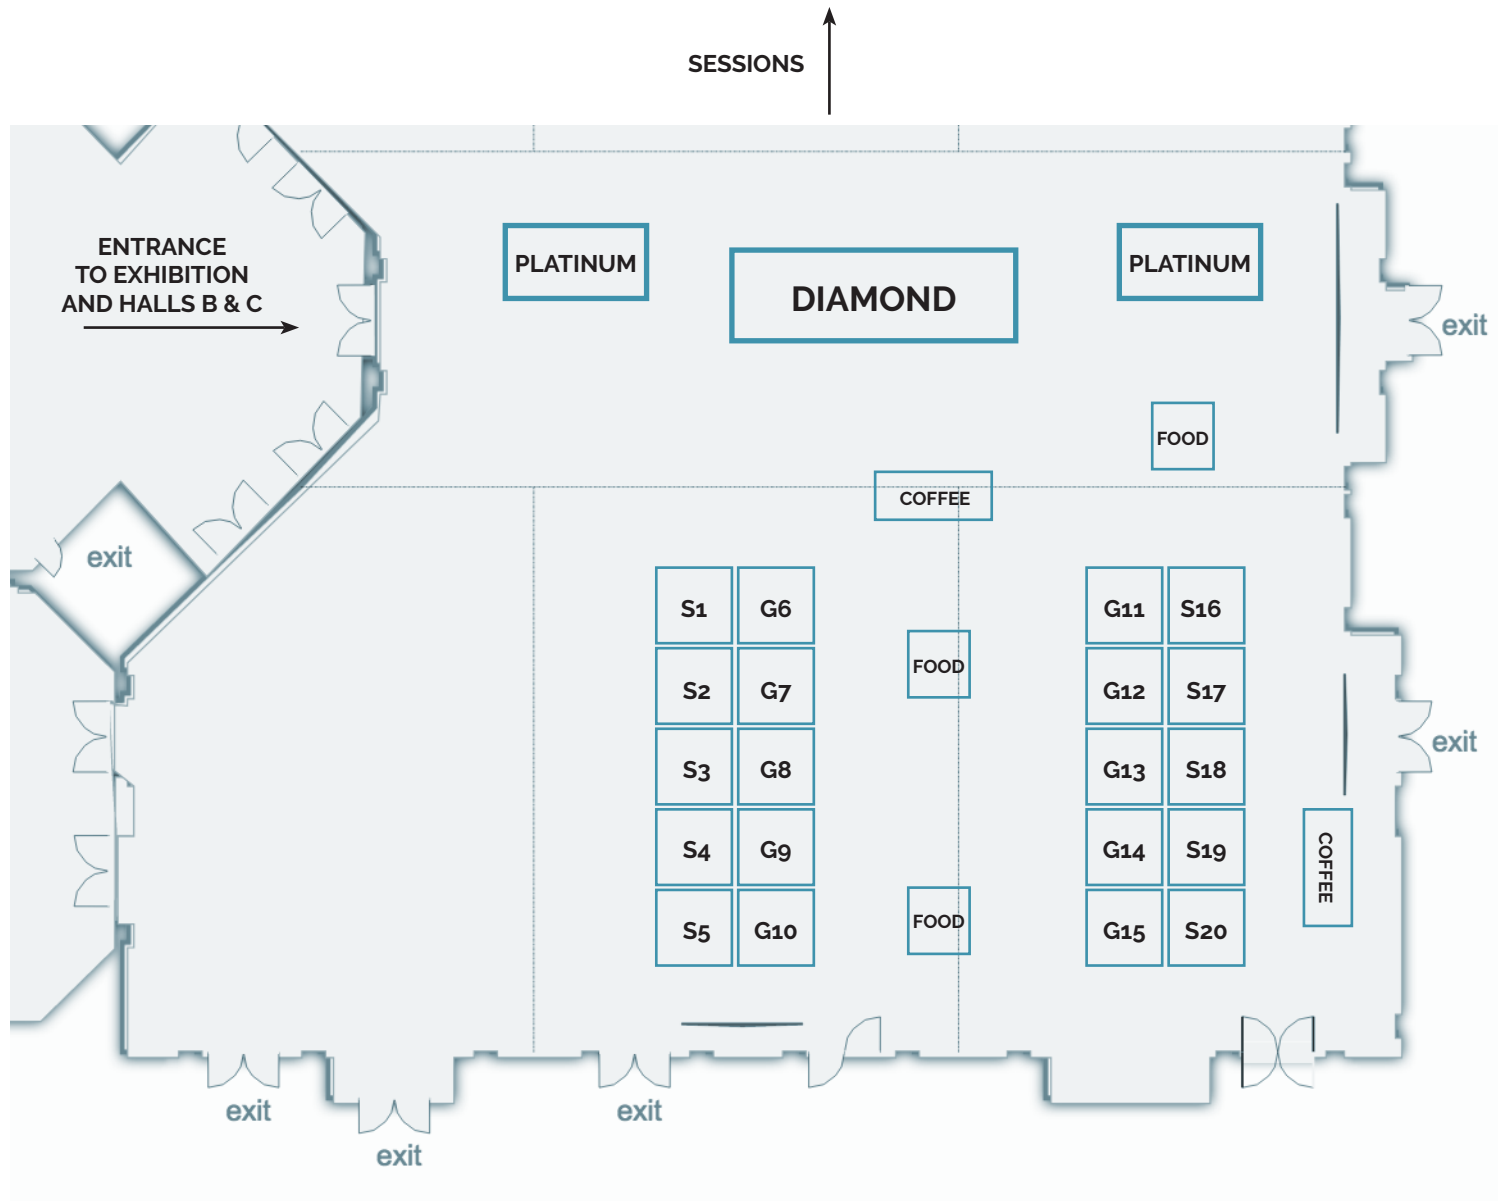 SESSIONS
ENTRANCE
TO EXHIBITION
AND HALLS B & C
PLATINUM
DIAMOND
PLATINUM
exit
FOOD
COFFEE
exit
S1 G6
G11 S16
FOOD
S2 G7
G12 S17
exit
S3 G8
G13 S18
S4 G9
G14 S19
COFFEE
S5 G10
FOOD
G15 S20
exit
exit
exit